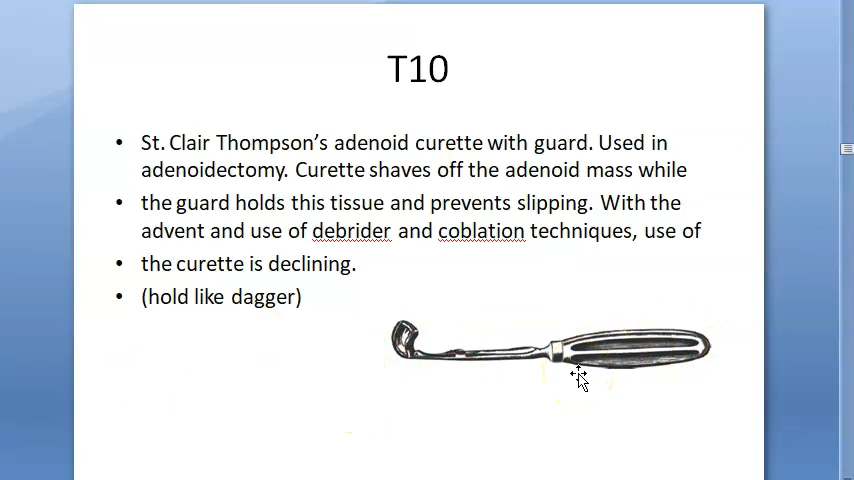 T10
• St. Clair Thompson’s adenoid curette with guard. Used in
adenoidectomy. Curette shaves off the adenoid mass while
• the guard holds this tissue and prevents slipping. With the
advent and use of debrider and coblation techniques, use of
• the curette is declining.
• (hold like dagger)